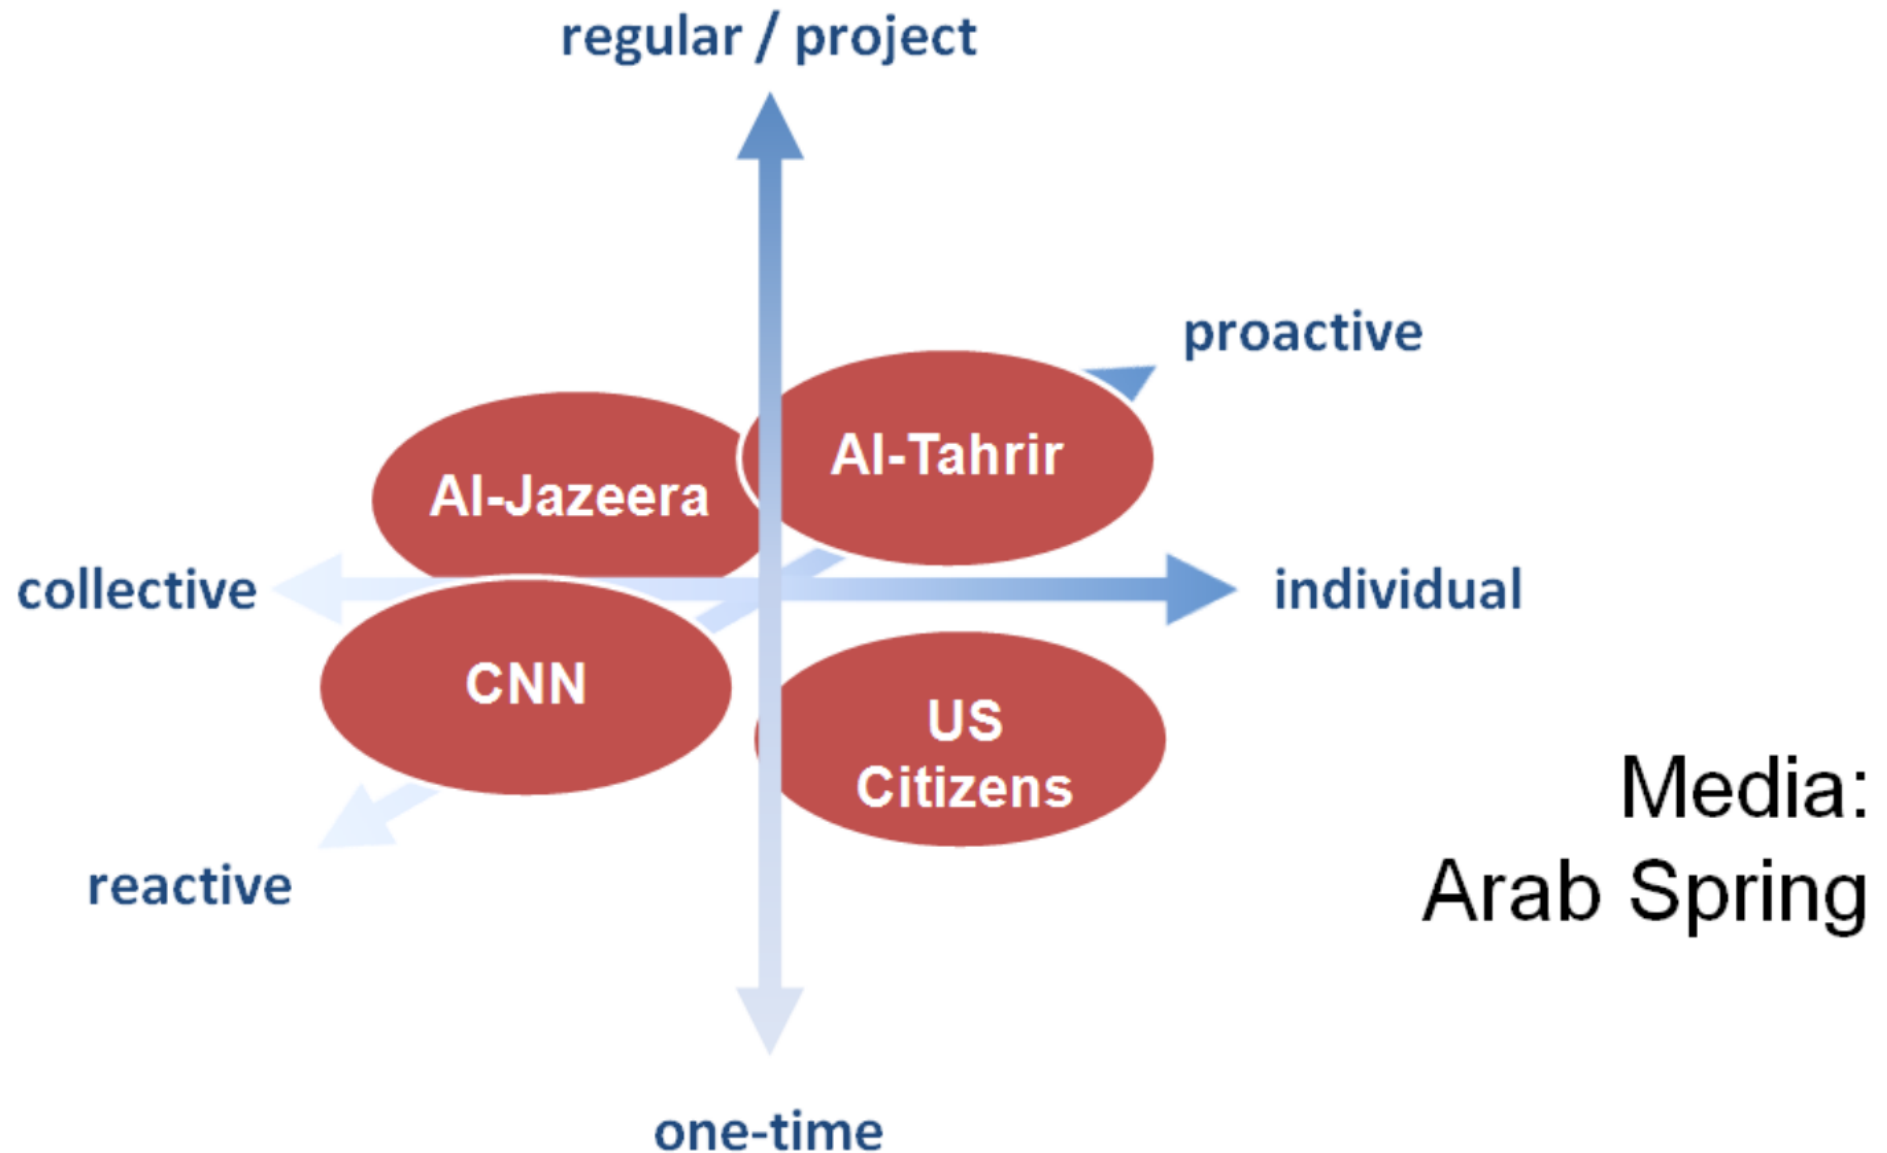 regular / project
proactive
Al-Tahrir
Al-Jazeera
collective
individual
CNN
US
Citizens
Media:
Arab Spring
reactive
one-time